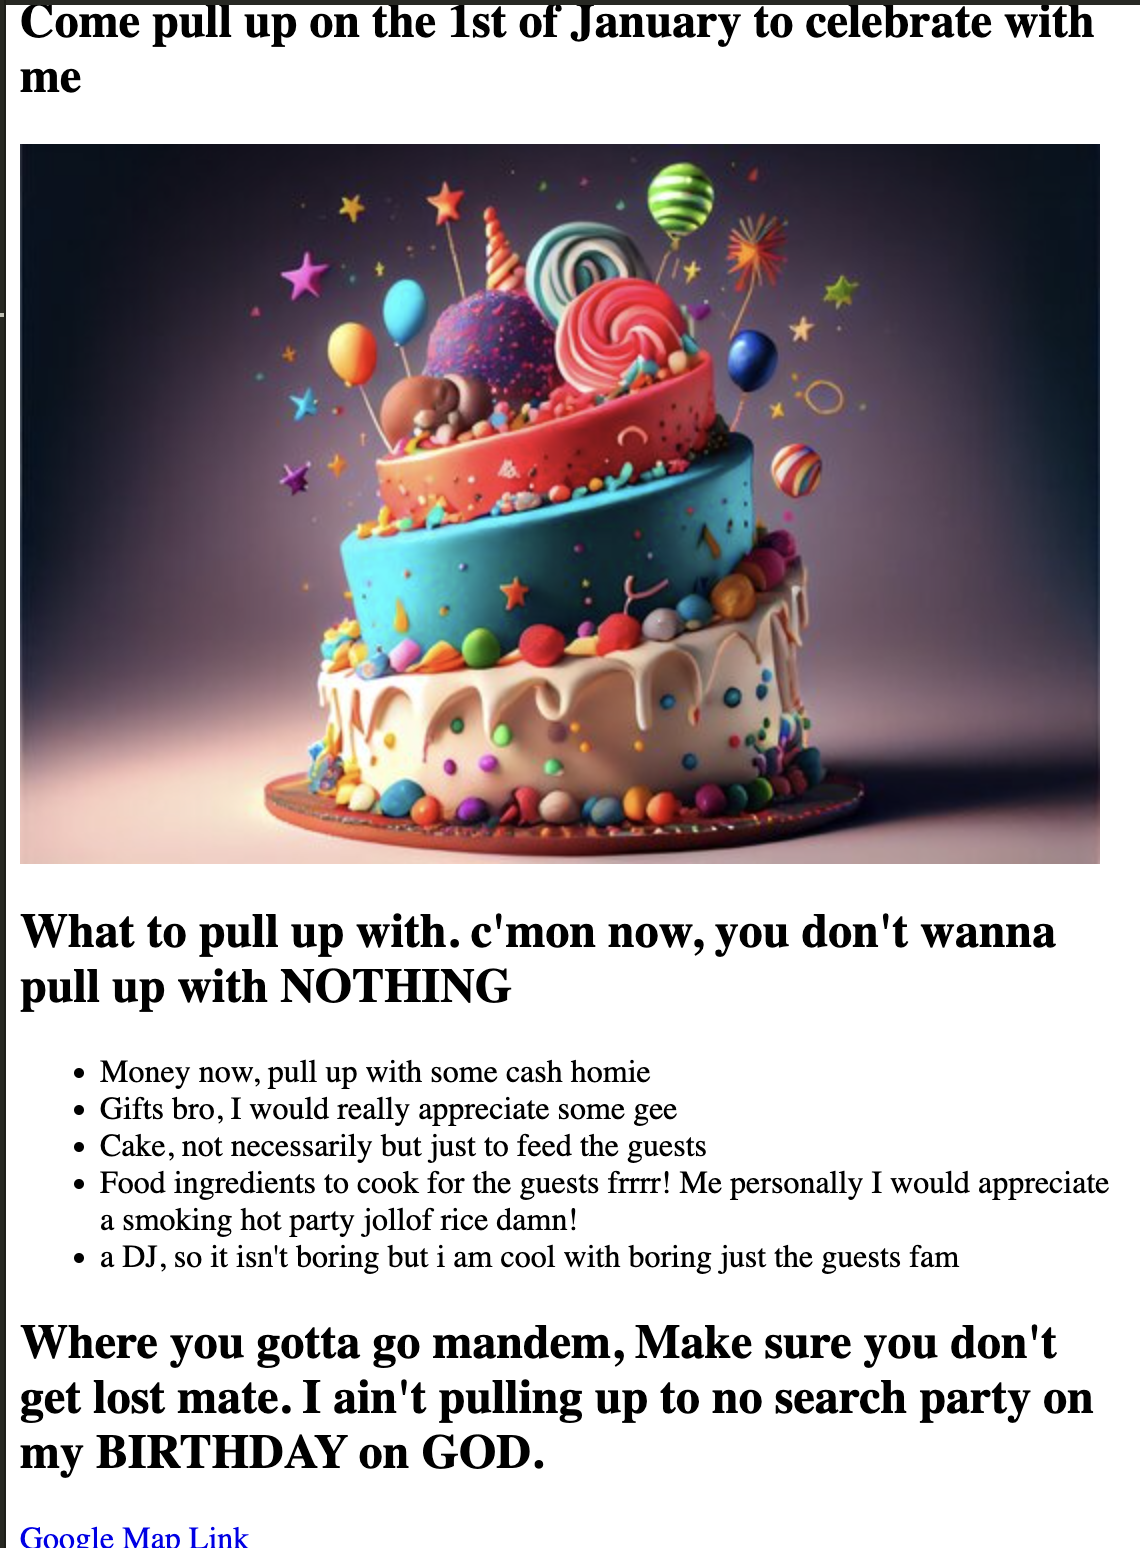 Come pull up on the 1st of January to celebrate with
me
What to pull up with. c'mon now, you don't wanna
pull up with NOTHING
Money now, pull up with some cash homie
Gifts bro, I would really appreciate some gee
Cake, not necessarily but just to feed the guests
Food ingredients to cook for the guests frrrr! Me personally I would appreciate
a smoking hot party jollof rice damn!
a DJ, so it isn't boring but i am cool with boring just the guests fam
Where you gotta go mandem, Make sure you don't
get lost mate. I ain't pulling up to no search party on
my BIRTHDAY on GOD.
Google Map Link